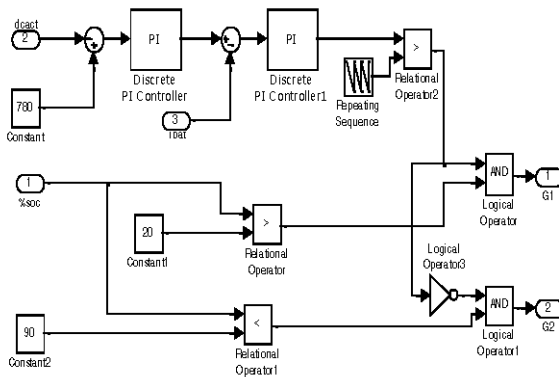 dcact
2
+
-
PI
Discrete
PI Controller
+
-
PI
Discrete
PI Controller1
>
Relational
Operator2
780
Constant
3
Ibat
Repeating
Sequence
1
%soc
AND
Logical
Operator
1
G1
20
Constant1
>
Relational
Operator
Logical
Operator3
90
Constant2
<
Relational
Operator1
AND
Logical
Operator1
2
G2